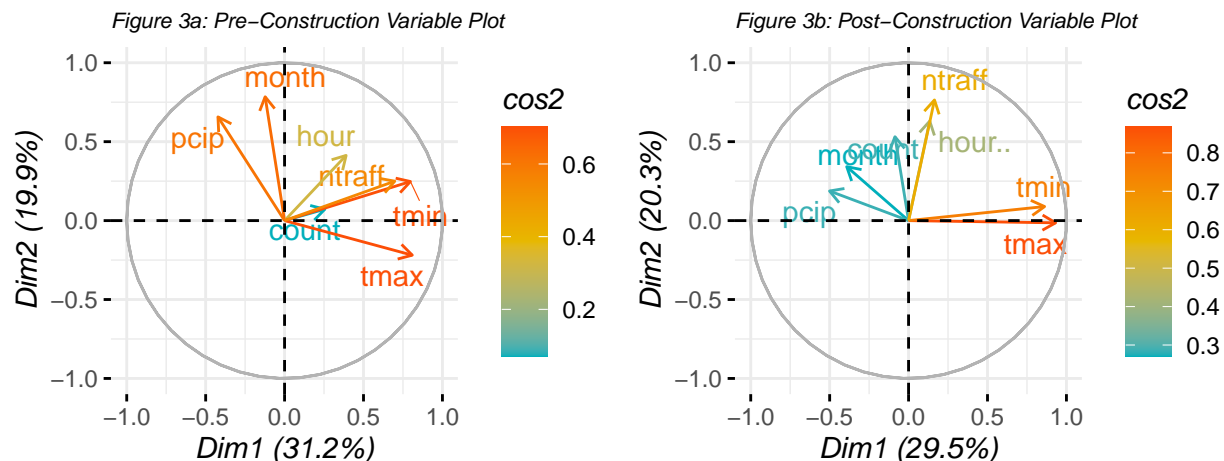 Figure 3a: Pre−Construction Variable Plot
1.0
0.5
0.0
−0.5
−1.0
Dim2 (19.9%)
month
pcip
hour
ntraff
tmin
count
tmax
−1.0 −0.5 0.0 0.5 1.0
Dim1 (31.2%)
cos2
0.6
0.4
0.2
Figure 3b: Post−Construction Variable Plot
1.0
0.5
0.0
−0.5
−1.0
Dim2 (20.3%)
ntraff
count
month
hour..
pcip
tmin
tmax
−1.0 −0.5 0.0 0.5 1.0
Dim1 (29.5%)
cos2
0.8
0.7
0.6
0.5
0.4
0.3